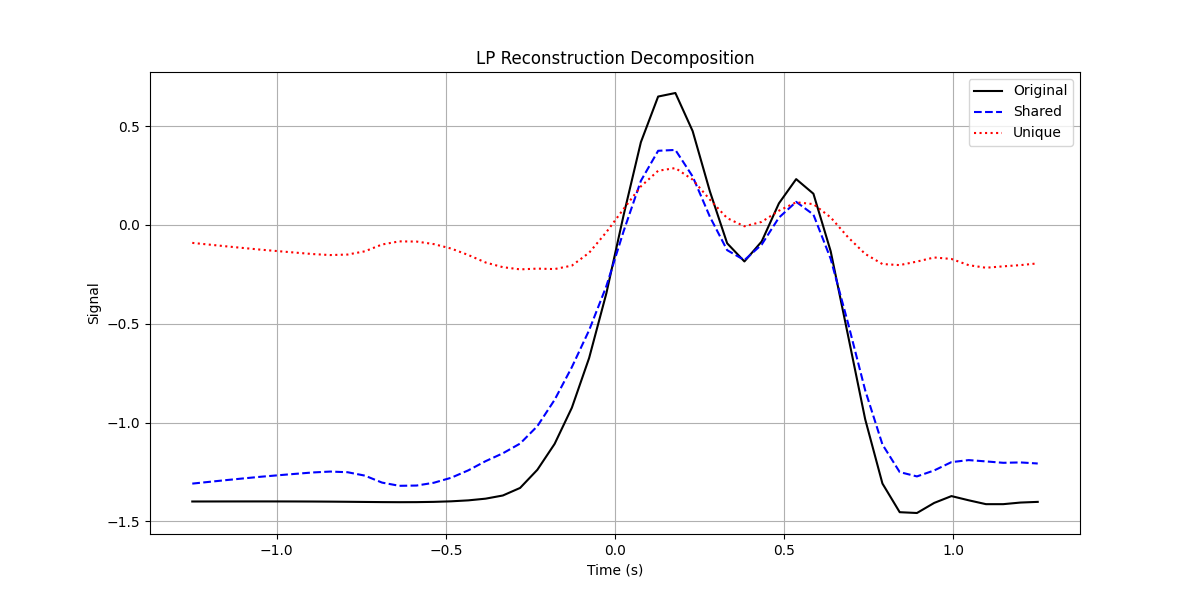 LP Reconstruction Decomposition
Original
Shared
Unique
Signal
0.5
0.0
−0.5
−1.0
−1.5
−1.0
−0.5
0.0
0.5
1.0
Time (s)